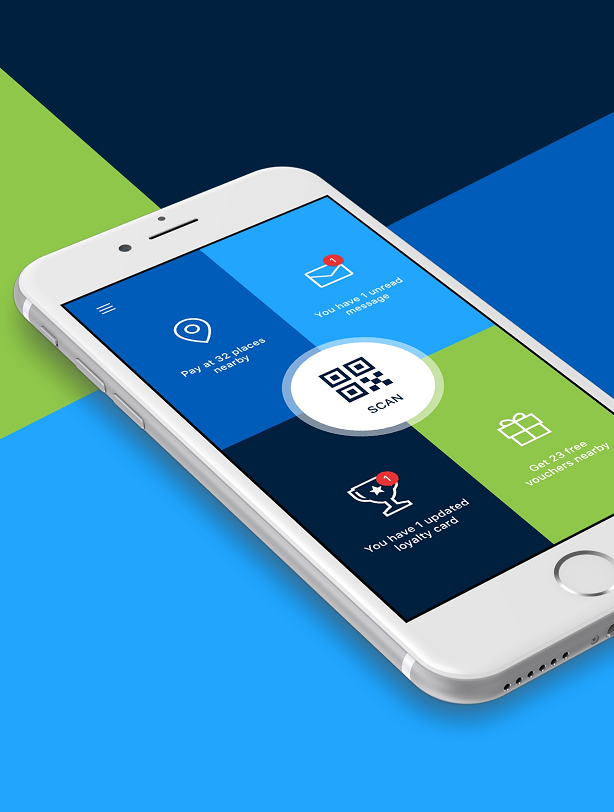 1
You have 1 unread
message
Pay at 32 places
nearby
SCAN
Get 23 free
vouchers nearby
1
You have 1 updated
loyalty card